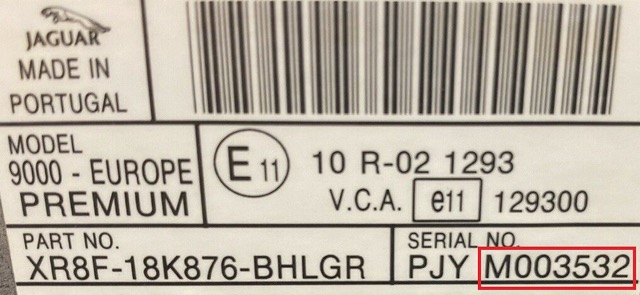 JAGUAR
MADE IN
PORTUGAL
MODEL
9000 - EUROPE
PREMIUM
E 11
10 R-02 1293
V.C.A. e11 129300
PART NO.
XR8F-18K876-BHLGR
SERIAL NO.
PJY M003532